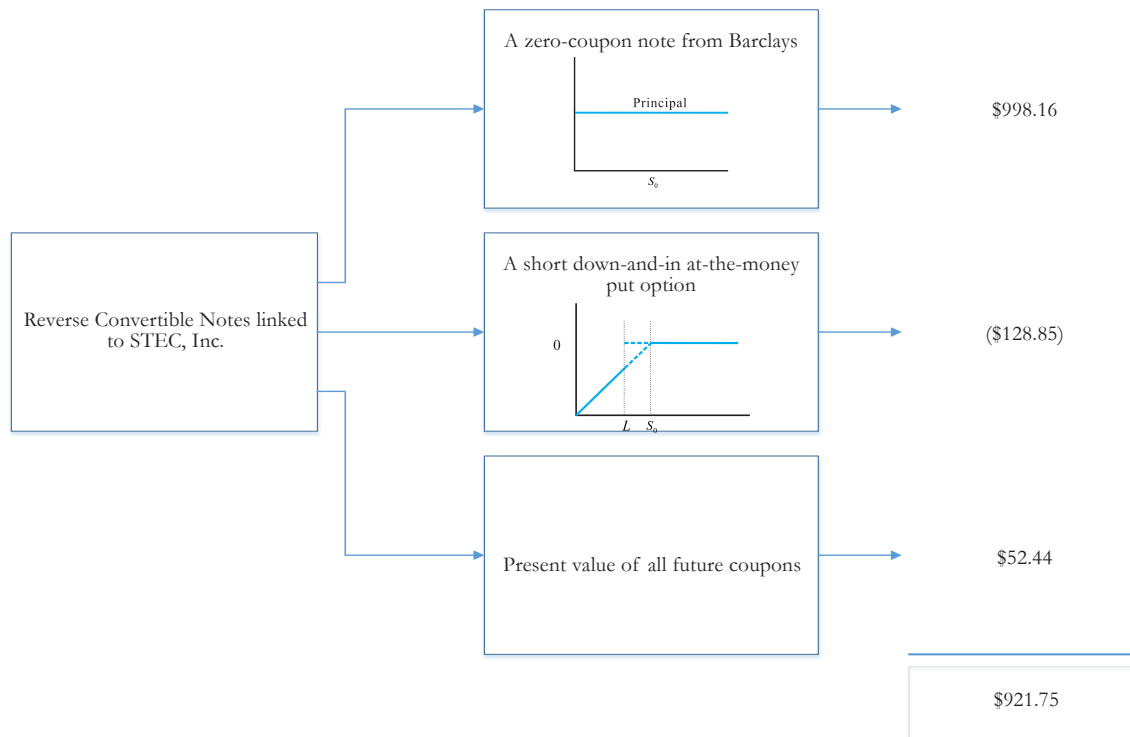 A zero-coupon note from Barclays
Principal
S₀
$998.16
Reverse Convertible Notes linked
to STEC, Inc.
A short down-and-in at-the-money
put option
0
L S₀
($128.85)
Present value of all future coupons
$52.44
$921.75